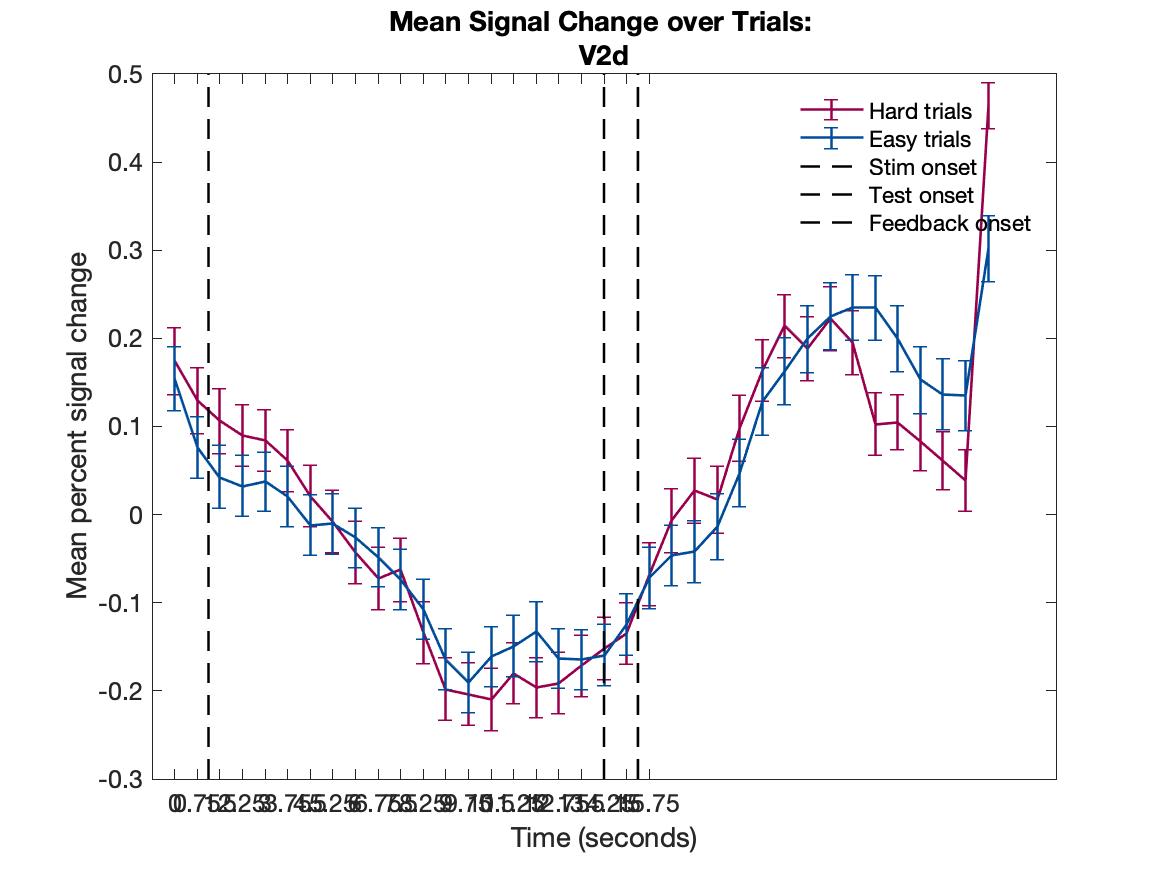 Mean Signal Change over Trials:
V2d
Hard trials
Easy trials
Stim onset
Test onset
Feedback onset
Mean percent signal change
0.5
0.4
0.3
0.2
0.1
0
-0.1
-0.2
-0.3
Time (seconds)